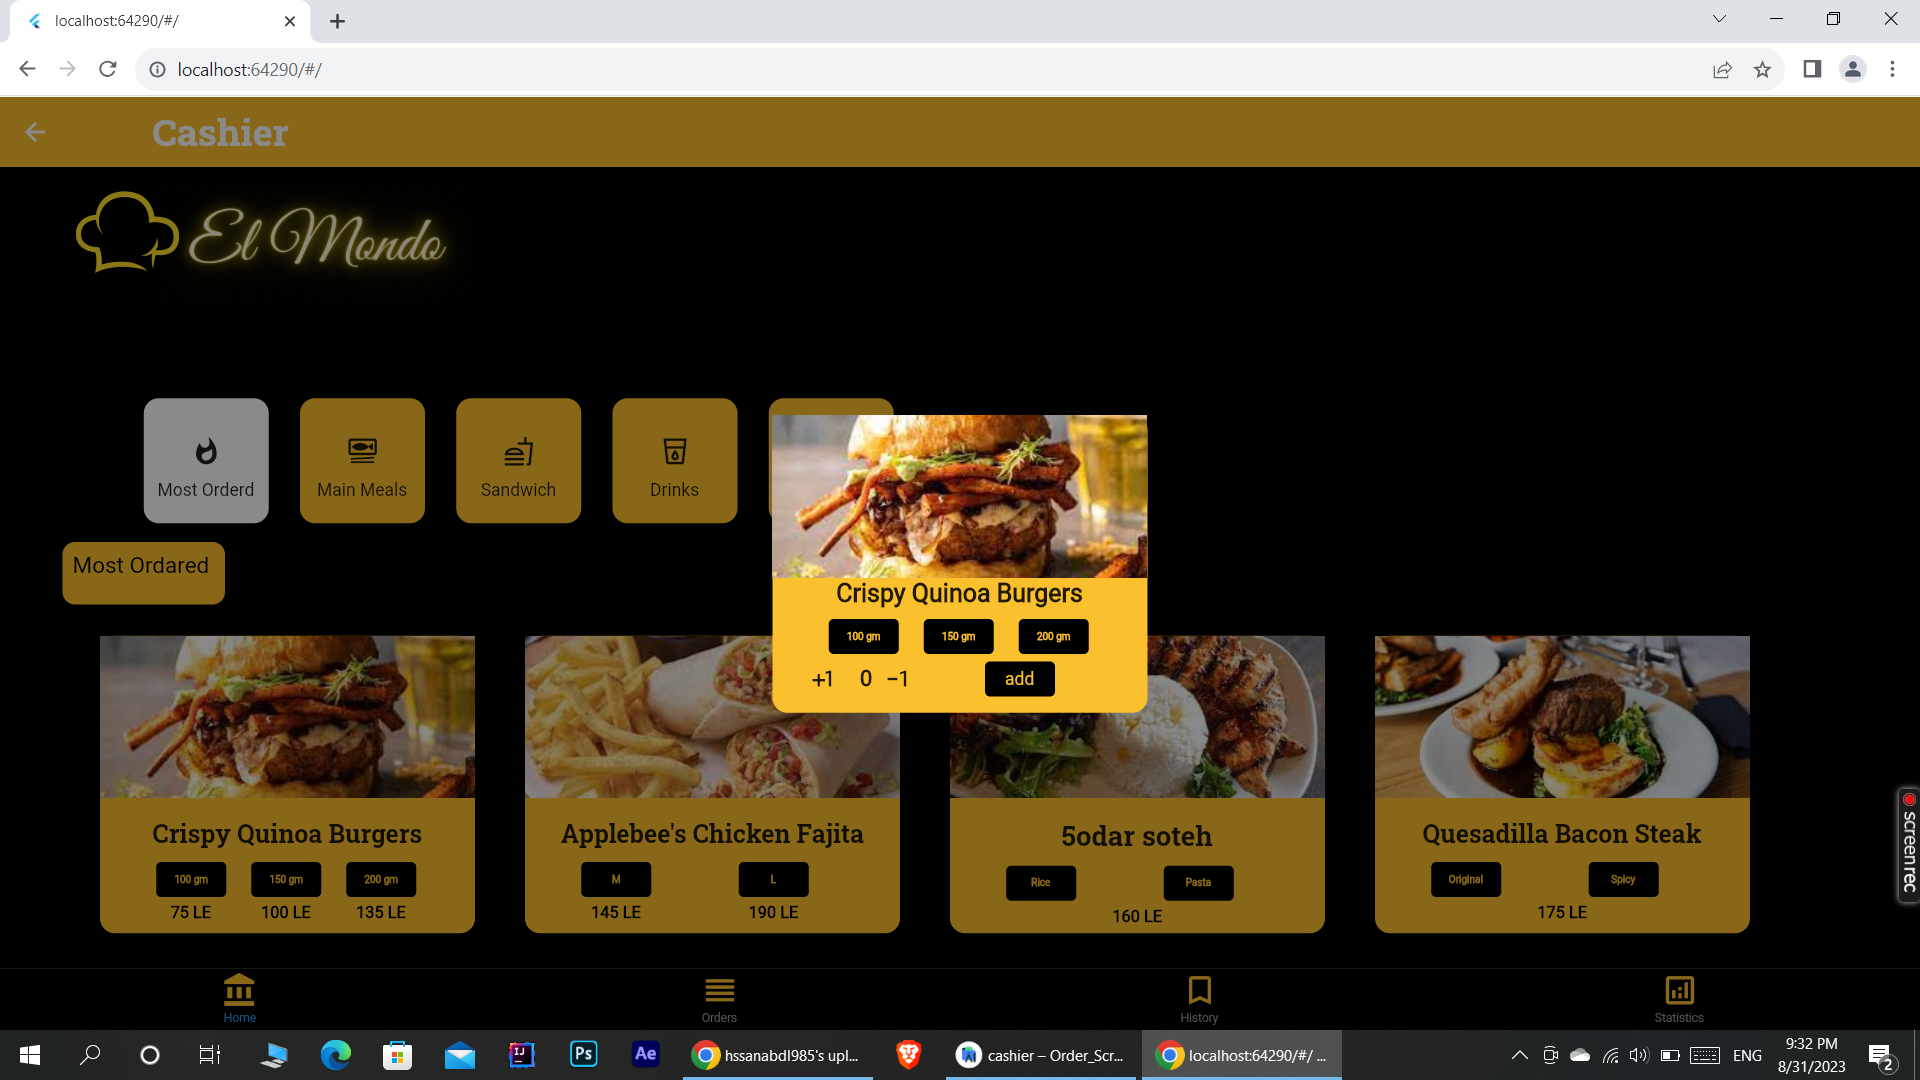 localhost:64290/#/
localhost:64290/#/
Cashier
El Mondo
Most Orderd
Main Meals
Sandwich
Drinks
Most Ordared
Crispy Quinoa Burgers
100 gm 150 gm 200 gm
+1 0 −1 add
Crispy Quinoa Burgers
100 gm 150 gm 200 gm
75 LE 100 LE 135 LE
Applebee's Chicken Fajita
M L
145 LE 190 LE
5odar soteh
Rice Pasta
160 LE
Quesadilla Bacon Steak
Original Spicy
175 LE
screenrec
Home Orders History Statistics
IJ Ps Ae
hssanabdl985's upl...
cashier – Order_Scr...
localhost:64290/#/ ...
ENG
9:32 PM
8/31/2023
2